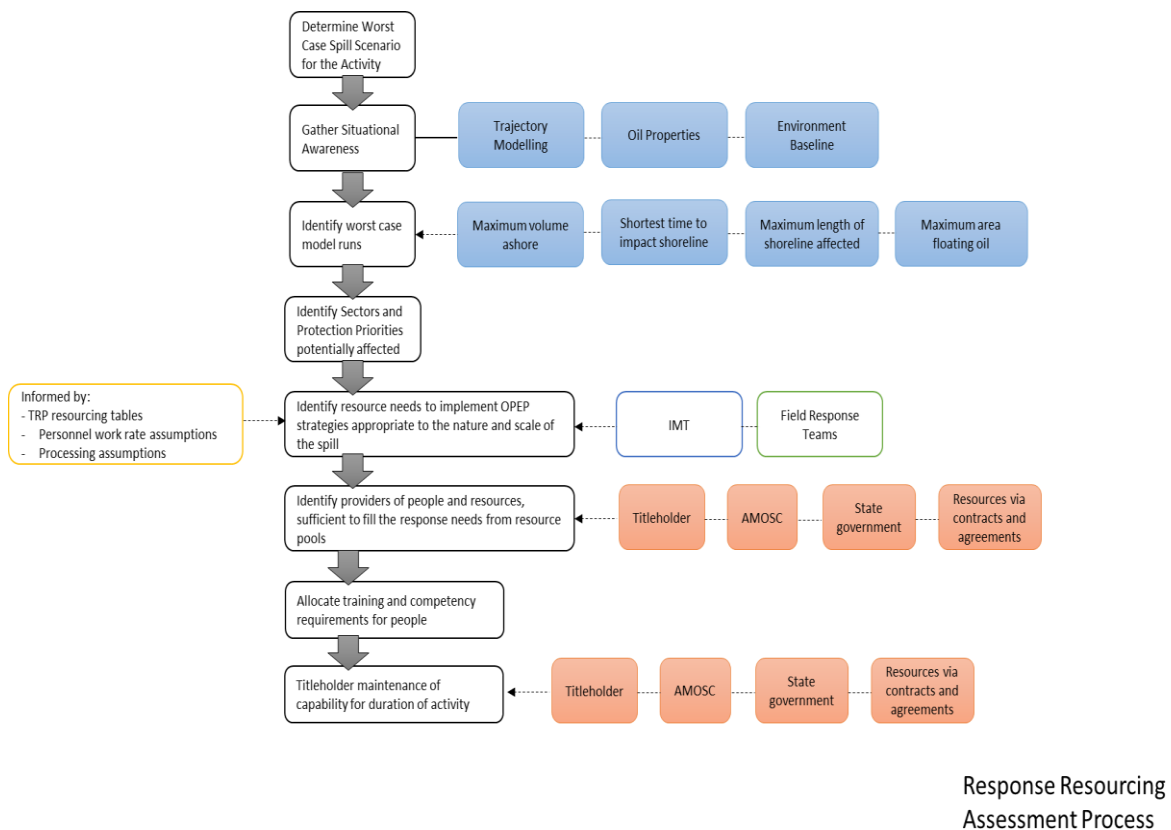 Determine Worst
Case Spill Scenario
for the Activity
Gather Situational
Awareness
Trajectory
Modelling
Oil Properties
Environment
Baseline
Identify worst case
model runs
Maximum volume
ashore
Shortest time to
impact shoreline
Maximum length of
shoreline affected
Maximum area
floating oil
Identify Sectors and
Protection Priorities
potentially affected
Informed by:
- TRP resourcing tables
- Personnel work rate assumptions
- Processing assumptions
Identify resource needs to implement OPEP
strategies appropriate to the nature and scale of
the spill
IMT
Field Response
Teams
Identify providers of people and resources,
sufficient to fill the response needs from resource
pools
Titleholder
AMOSC
State
government
Resources via
contracts and
agreements
Allocate training and competency
requirements for people
Titleholder maintenance of
capability for duration of activity
Titleholder
AMOSC
State
government
Resources via
contracts and
agreements
Response Resourcing
Assessment Process